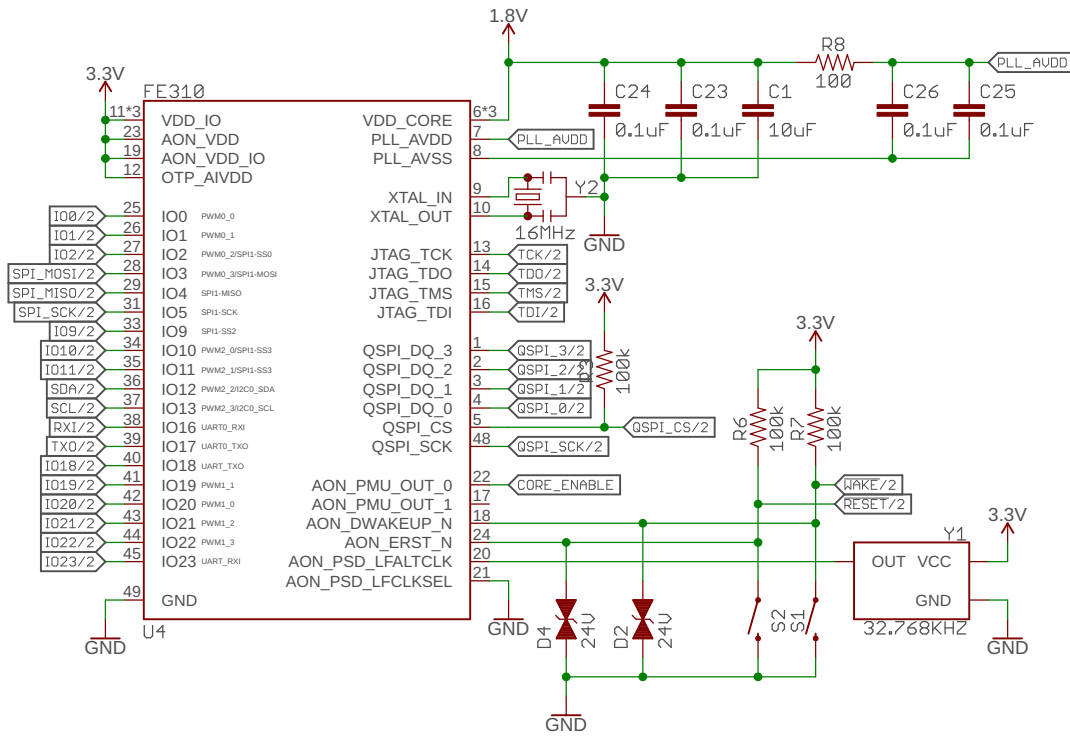 1.8V
R8
100
PLL_AVDD
3.3V
FE310
C24
0.1uF
C23
0.1uF
C1
10uF
C26
0.1uF
C25
0.1uF
11*3 VDD_IO VDD_CORE 6*3
23 AON_VDD PLL_AVDD 7 PLL_AVDD
19 AON_VDD_IO PLL_AVSS 8
12 OTP_AIVDD
XTAL_IN 9
XTAL_OUT 10
Y2
16MHz
GND
IO0/2 25 IO0 PWM0_0
IO1/2 26 IO1 PWM0_1
IO2/2 27 IO2 PWM0_2/SPI1-SS0 JTAG_TCK 13 TCK/2
SPI_MOSI/2 28 IO3 PWM0_3/SPI1-MOSI JTAG_TDO 14 TDO/2
SPI_MISO/2 29 IO4 SPI1-MISO JTAG_TMS 15 TMS/2
SPI_SCK/2 31 IO5 SPI1-SCK JTAG_TDI 16 TDI/2
IO9/2 33 IO9 SPI1-SS2
IO10/2 34 IO10 PWM2_0/SPI1-SS3 QSPI_DQ_3 1 QSPI_3/2
IO11/2 35 IO11 PWM2_1/SPI1-SS3 QSPI_DQ_2 2 QSPI_2/2
SDA/2 36 IO12 PWM2_2/I2C0_SDA QSPI_DQ_1 3 QSPI_1/2
SCL/2 37 IO13 PWM2_3/I2C0_SCL QSPI_DQ_0 4 QSPI_0/2
RXI/2 38 IO16 UART0_RXI QSPI_CS 5 QSPI_CS/2
TXO/2 39 IO17 UART0_TXO QSPI_SCK 48 QSPI_SCK/2
IO18/2 40 IO18 UART_TXO
IO19/2 41 IO19 PWM1_1 AON_PMU_OUT_0 22 CORE_ENABLE
IO20/2 42 IO20 PWM1_0 AON_PMU_OUT_1 17
IO21/2 43 IO21 PWM1_2 AON_DWAKEUP_N 18
IO22/2 44 IO22 PWM1_3 AON_ERST_N 24
IO23/2 45 IO23 UART_RXI AON_PSD_LFALTCLK 20
AON_PSD_LFCLKSEL 21
49 GND
U4
GND
GND
3.3V
100k
3.3V
R6
100k
R7
100k
WAKE/2
RESET/2
Y1
3.3V
OUT VCC
GND
32.768KHZ
GND
D4
24V
D2
24V
S2
S1
GND